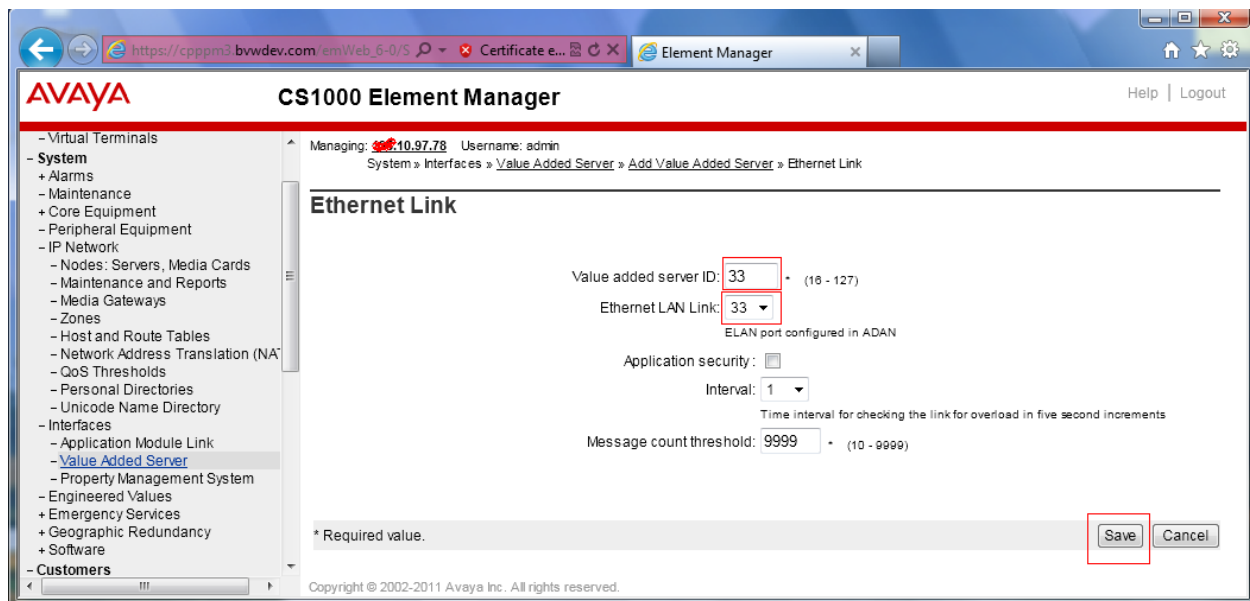 https://cpppm3.bvwdev.com/emWeb_6-0/S
Certificate e...
Element Manager
AVAYA
CS1000 Element Manager
Help | Logout
- Virtual Terminals
- System
+ Alarms
- Maintenance
+ Core Equipment
- Peripheral Equipment
- IP Network
- Nodes: Servers, Media Cards
- Maintenance and Reports
- Media Gateways
- Zones
- Host and Route Tables
- Network Address Translation (NA
- QoS Thresholds
- Personal Directories
- Unicode Name Directory
- Interfaces
- Application Module Link
- Value Added Server
- Property Management System
- Engineered Values
+ Emergency Services
+ Geographic Redundancy
+ Software
- Customers
Managing: .10.97.78 Username: admin
System » Interfaces » Value Added Server » Add Value Added Server » Ethernet Link
Ethernet Link
Value added server ID: 33 * (16 - 127)
Ethernet LAN Link: 33
ELAN port configured in ADAN
Application security :
Interval: 1
Time interval for checking the link for overload in five second increments
Message count threshold: 9999 * (10 - 9999)
* Required value.
Save Cancel
Copyright © 2002-2011 Avaya Inc. All rights reserved.